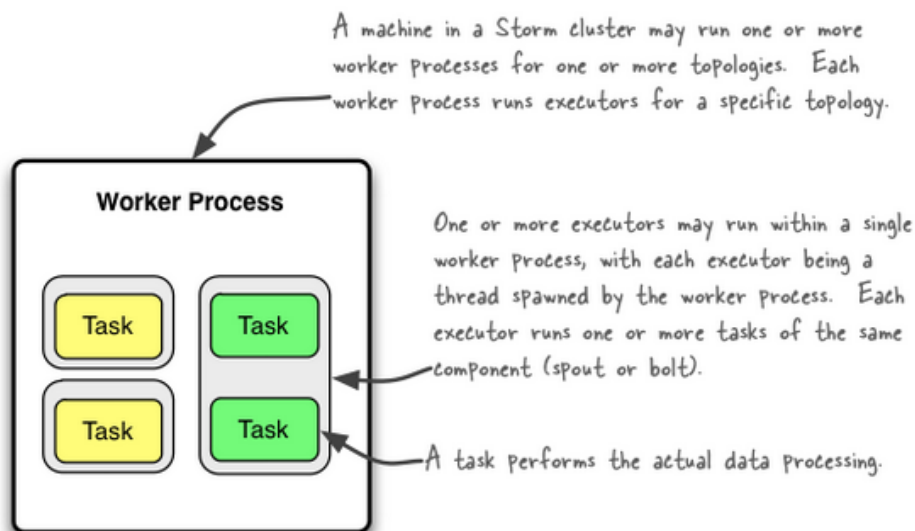 A machine in a Storm cluster may run one or more
worker processes for one or more topologies. Each
worker process runs executors for a specific topology.
Worker Process
One or more executors may run within a single
worker process, with each executor being a
thread spawned by the worker process. Each
executor runs one or more tasks of the same
component (spout or bolt).
Task
Task
Task
Task
A task performs the actual data processing.